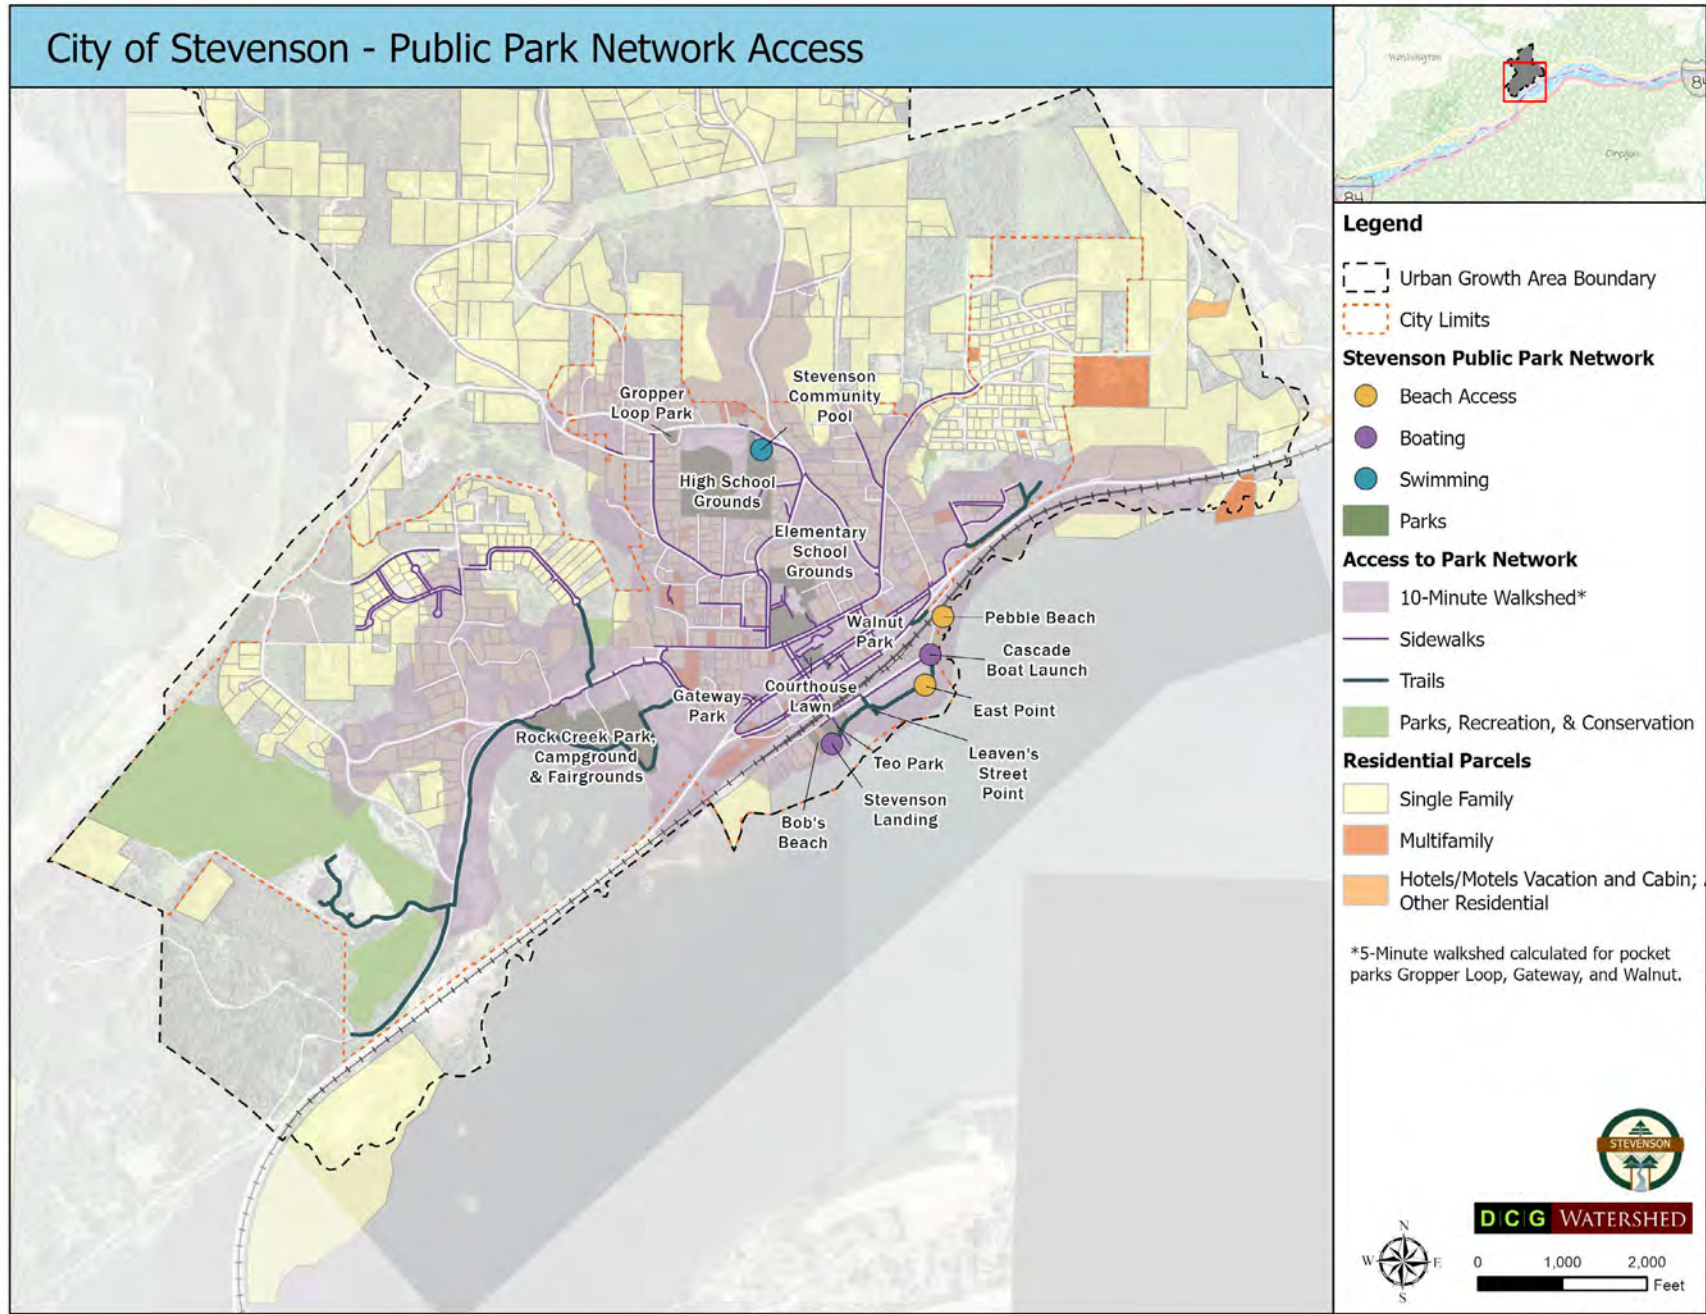 City of Stevenson - Public Park Network Access
Washington
84
Oregon
84
Legend
Urban Growth Area Boundary
City Limits
Stevenson Public Park Network
Beach Access
Boating
Swimming
Parks
Access to Park Network
10-Minute Walkshed*
Sidewalks
Trails
Parks, Recreation, & Conservation
Residential Parcels
Single Family
Multifamily
Hotels/Motels Vacation and Cabin;
Other Residential
*5-Minute walkshed calculated for pocket
parks Gropper Loop, Gateway, and Walnut.
STEVENSON
DCG WATERSHED
N
W
E
S
0
1,000
2,000
Feet
Gropper
Loop Park
Stevenson
Community
Pool
High School
Grounds
Elementary
School
Grounds
Walnut
Park
Pebble Beach
Cascade
Boat Launch
Gateway
Park
Courthouse
Lawn
East Point
Rock Creek Park,
Campground
& Fairgrounds
Teo Park
Leaven's
Street
Point
Stevenson
Landing
Bob's
Beach